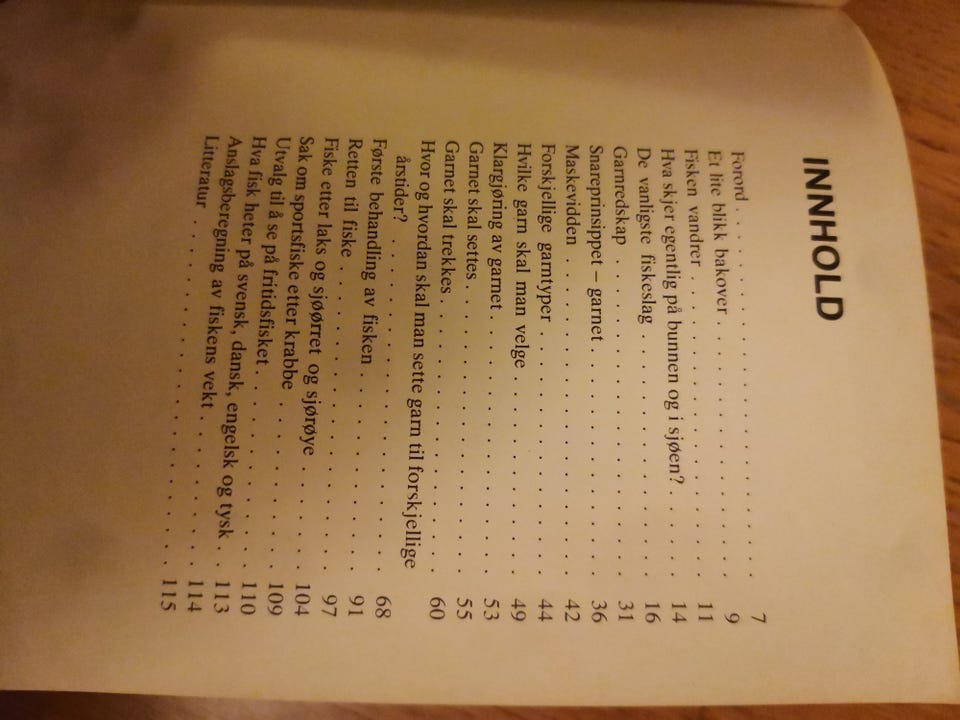 INNHOLD
Forord . . . . . . . . . . . . . . . . . . . . 7
Et lite blikk bakover . . . . . . . . . . . . . 9
Fisken vandrer . . . . . . . . . . . . . . . . 11
Hva skjer egentlig på bunnen og i sjøen? . . . . . 14
De vanligste fiskeslag . . . . . . . . . . . . . 16
Garnredskap . . . . . . . . . . . . . . . . . 31
Snareprinsippet – garnet . . . . . . . . . . . . 36
Maskevidden . . . . . . . . . . . . . . . . . 42
Forskjellige garntyper . . . . . . . . . . . . . 44
Hvilke garn skal man velge . . . . . . . . . . . 49
Klargjøring av garnet . . . . . . . . . . . . . 53
Garnet skal settes . . . . . . . . . . . . . . . 55
Garnet skal trekkes . . . . . . . . . . . . . . 60
Hvor og hvordan skal man sette garn til forskjellige
årstider? . . . . . . . . . . . . . . . . . . 68
Første behandling av fisken . . . . . . . . . . . 91
Retten til fiske . . . . . . . . . . . . . . . . 97
Fiske etter laks og sjøørret og sjørøye . . . . . . 104
Sak om sportsfiske etter krabbe . . . . . . . . . 109
Utvalg til å se på fritidsfisket . . . . . . . . . . 110
Hva fisk heter på svensk, dansk, engelsk og tysk . . 113
Anslagsberegning av fiskens vekt . . . . . . . . . 114
Litteratur . . . . . . . . . . . . . . . . . . 115